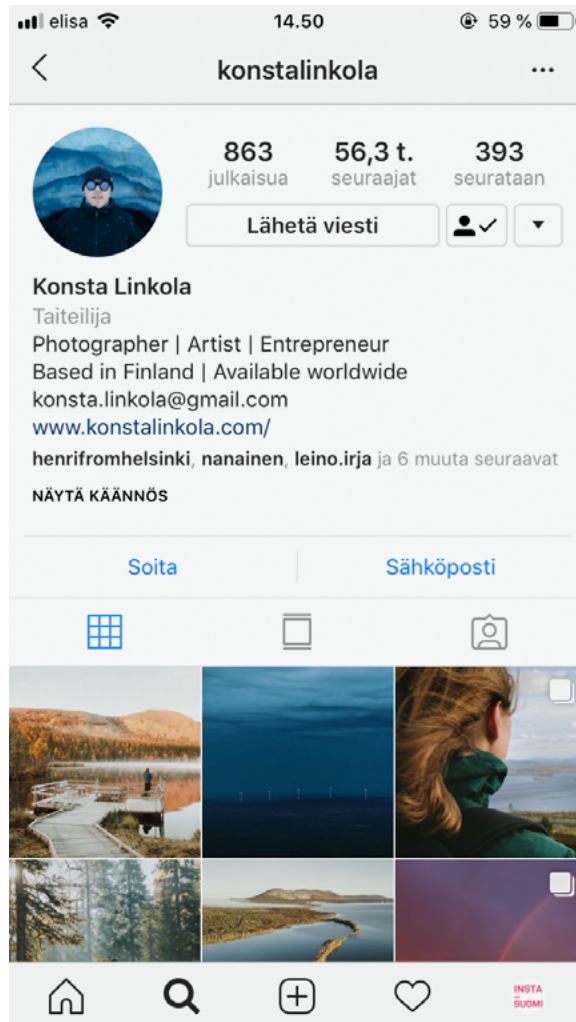 elisa 14.50 59 %
konstalinkola
863 56,3 t. 393
julkaisua seuraajat seurataan
Lähetä viesti
Konsta Linkola
Taiteilija
Photographer | Artist | Entrepreneur
Based in Finland | Available worldwide
konsta.linkola@gmail.com
www.konstalinkola.com/
henrifromhelsinki, nanainen, leino.irja ja 6 muuta seuraavat
NÄYTÄ KÄÄNNÖS
Soita Sähköposti
INSTA
SUOMI